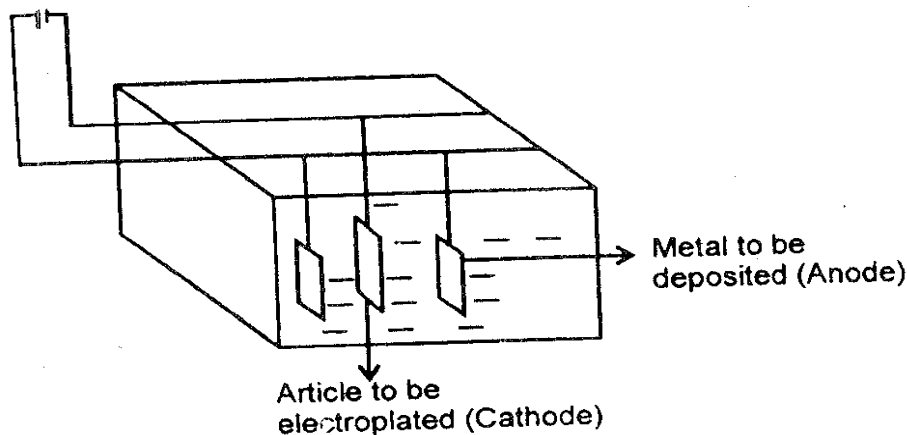 Metal to be
deposited (Anode)
Article to be
electroplated (Cathode)